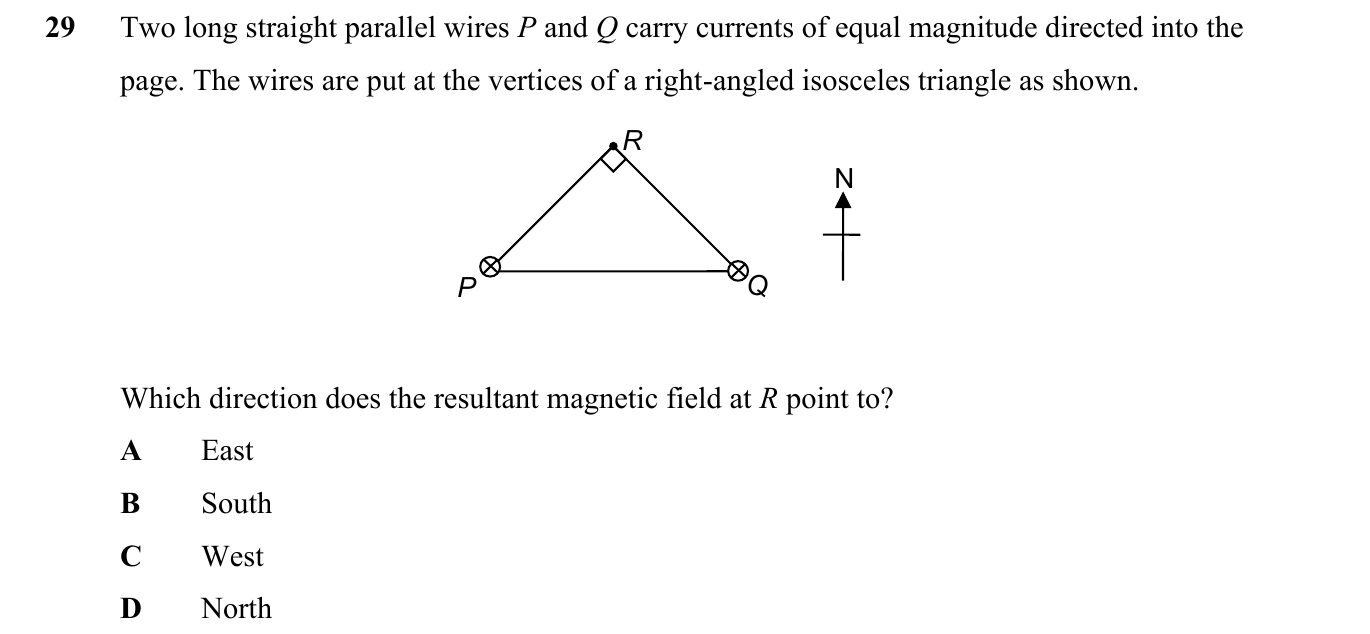 29 Two long straight parallel wires P and Q carry currents of equal magnitude directed into the
page. The wires are put at the vertices of a right-angled isosceles triangle as shown.
R
N
P
Q
Which direction does the resultant magnetic field at R point to?
A East
B South
C West
D North